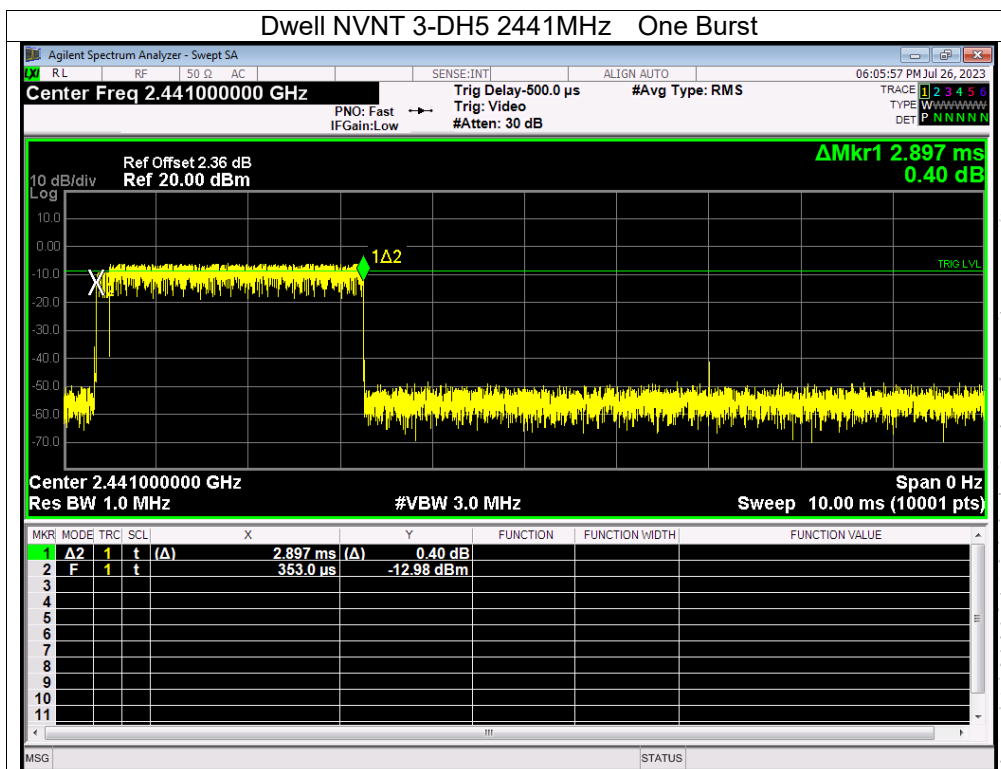 Dwell NVNT 3-DH5 2441MHz One Burst
Agilent Spectrum Analyzer - Swept SA
LXI RL RF 50 Ω AC SENSE:INT ALIGN AUTO 06:05:57 PM Jul 26, 2023
Center Freq 2.441000000 GHz Trig Delay-500.0 µs #Avg Type: RMS TRACE 1 2 3 4 5 6
PNO: Fast Trig: Video TYPE WWWWWW
IFGain:Low #Atten: 30 dB DET P N N N N N
ΔMkr1 2.897 ms
0.40 dB
Ref Offset 2.36 dB
10 dB/div Ref 20.00 dBm
Log
10.0
0.00
1Δ2
TRIG LVL
-10.0
-20.0
-30.0
-40.0
-50.0
-60.0
-70.0
Center 2.441000000 GHz Span 0 Hz
Res BW 1.0 MHz #VBW 3.0 MHz Sweep 10.00 ms (10001 pts)
MKR MODE TRC SCL X Y FUNCTION FUNCTION WIDTH FUNCTION VALUE
1 Δ2 1 t (Δ) 2.897 ms (Δ) 0.40 dB
2 F 1 t 353.0 µs -12.98 dBm
3
4
5
6
7
8
9
10
11
MSG STATUS